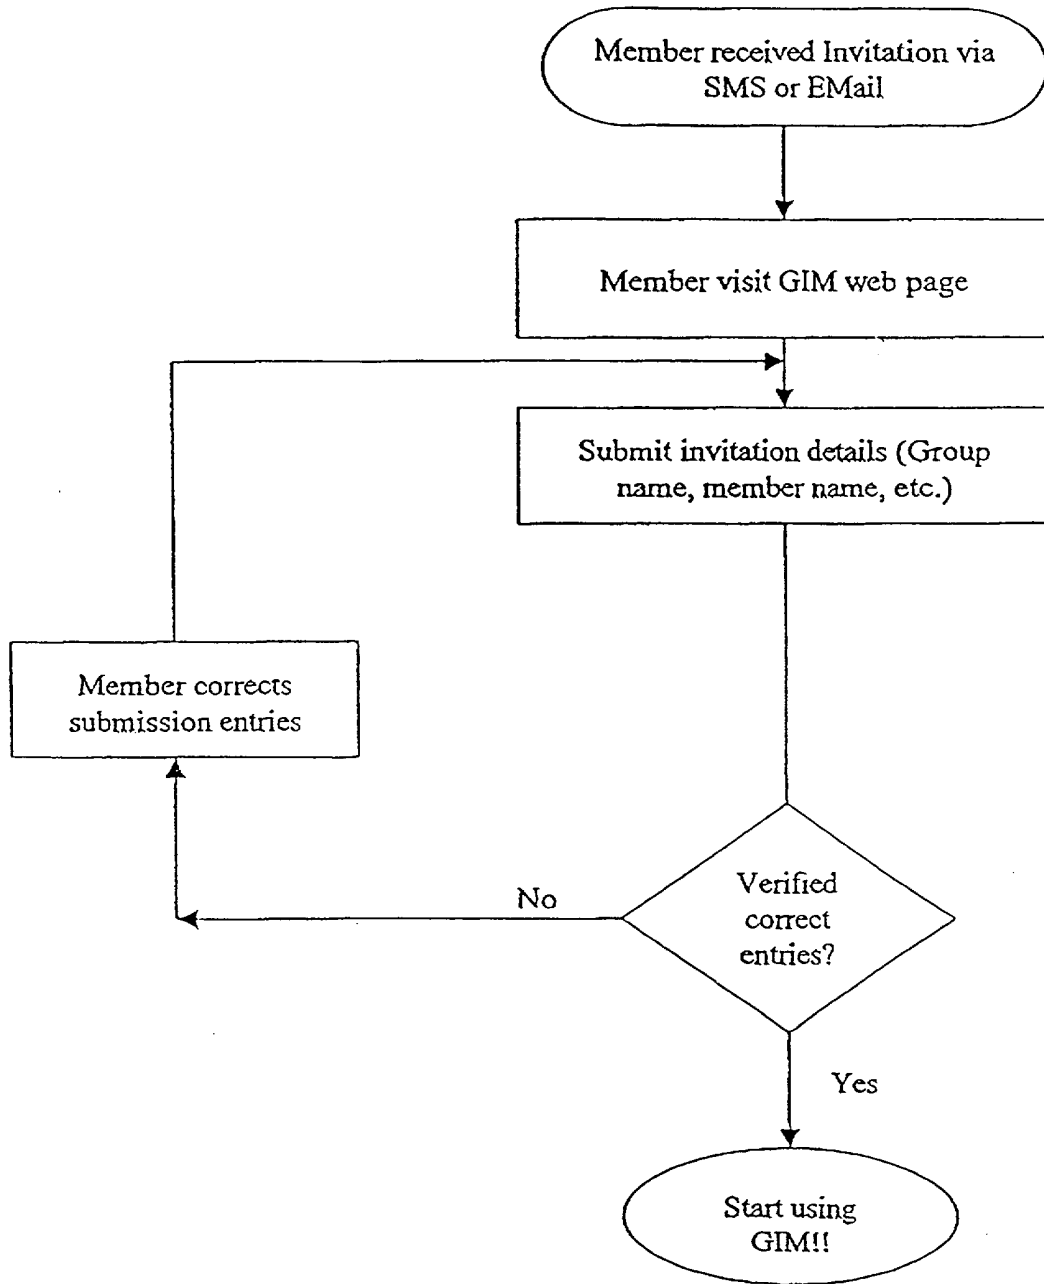 Member received Invitation via
SMS or EMail
Member visit GIM web page
Submit invitation details (Group
name, member name, etc.)
Member corrects
submission entries
No
Verified
correct
entries?
Yes
Start using
GIM!!